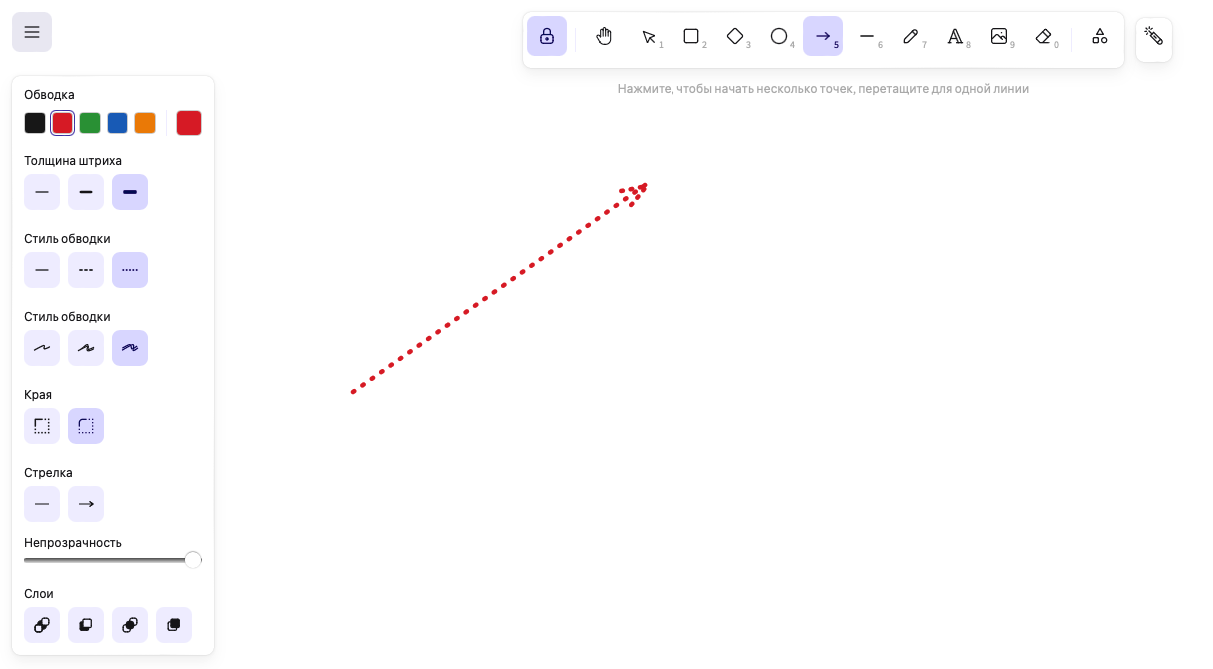 1 2 3 4 5 6 7 8 9 0
Нажмите, чтобы начать несколько точек, перетащите для одной линии
Обводка
Толщина штриха
Стиль обводки
Стиль обводки
Края
Стрелка
Непрозрачность
Слои